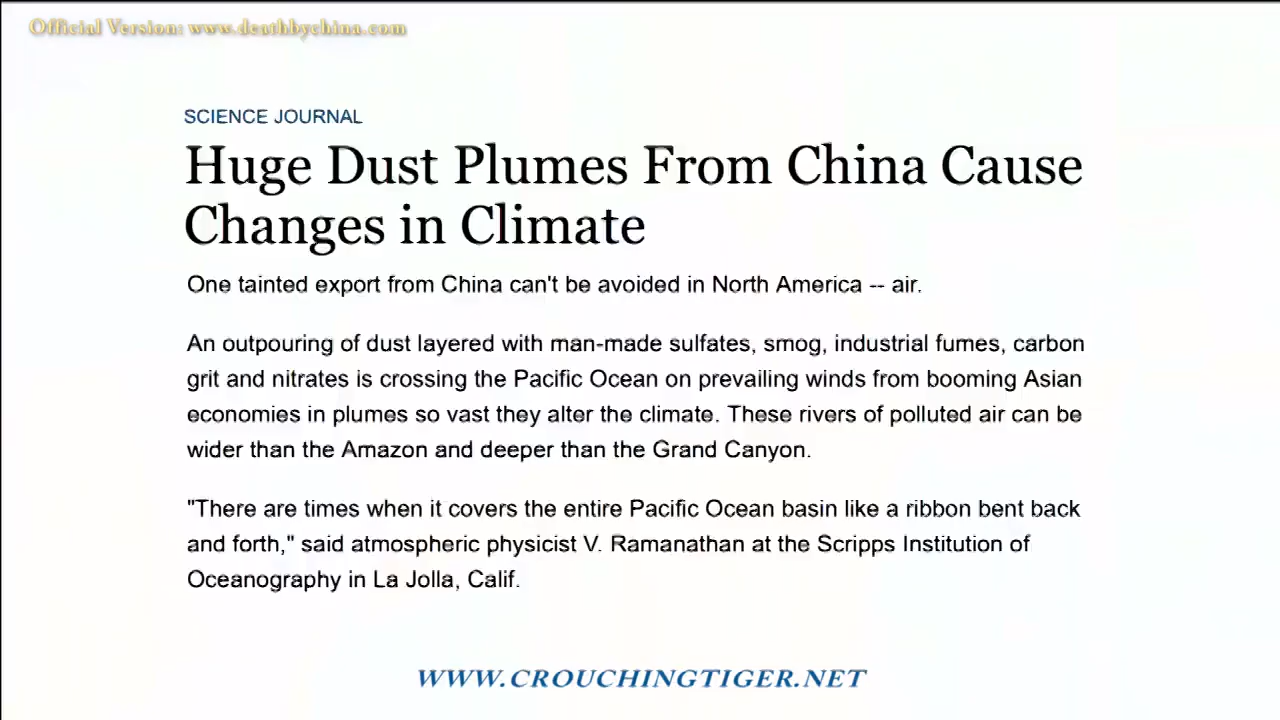 Official Version: www.deathbychina.com
SCIENCE JOURNAL
Huge Dust Plumes From China Cause
Changes in Climate
One tainted export from China can't be avoided in North America -- air.
An outpouring of dust layered with man-made sulfates, smog, industrial fumes, carbon
grit and nitrates is crossing the Pacific Ocean on prevailing winds from booming Asian
economies in plumes so vast they alter the climate. These rivers of polluted air can be
wider than the Amazon and deeper than the Grand Canyon.
"There are times when it covers the entire Pacific Ocean basin like a ribbon bent back
and forth," said atmospheric physicist V. Ramanathan at the Scripps Institution of
Oceanography in La Jolla, Calif.
WWW.CROUCHINGTIGER.NET